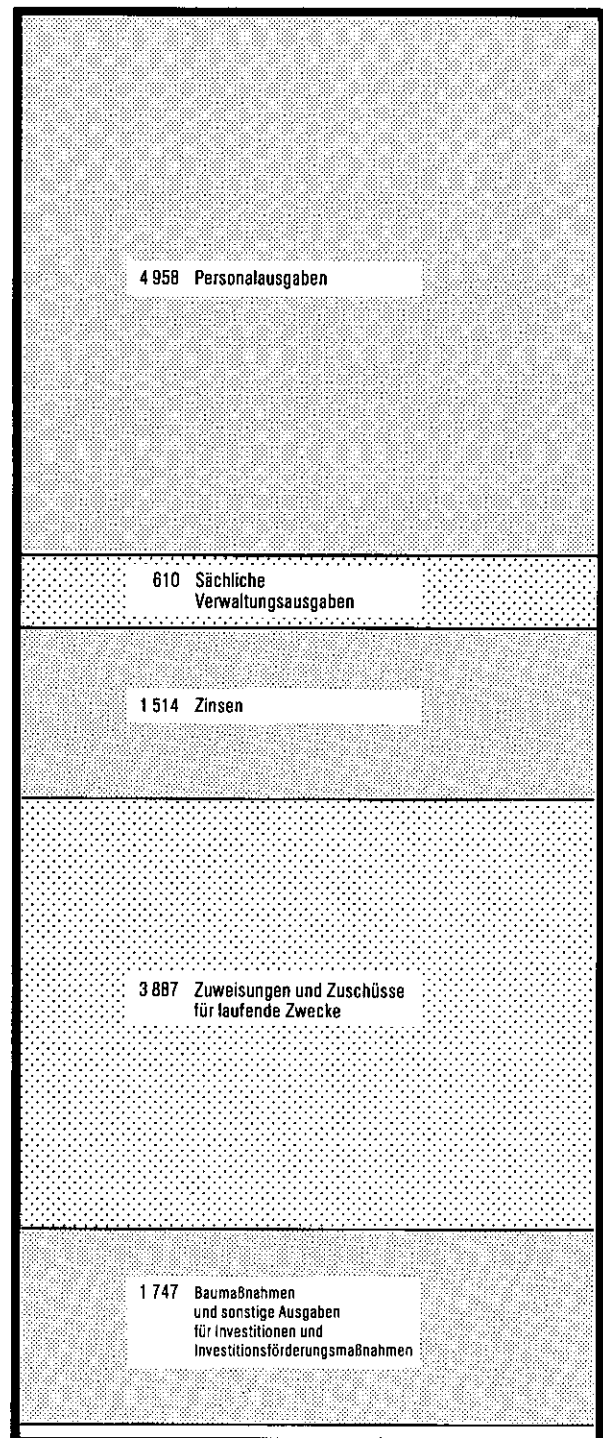 4 958 Personalausgaben
610 Sächliche
Verwaltungsausgaben
1 514 Zinsen
3 887 Zuweisungen und Zuschüsse
für laufende Zwecke
1 747 Baumaßnahmen
und sonstige Ausgaben
für Investitionen und
Investitionsförderungsmaßnahmen